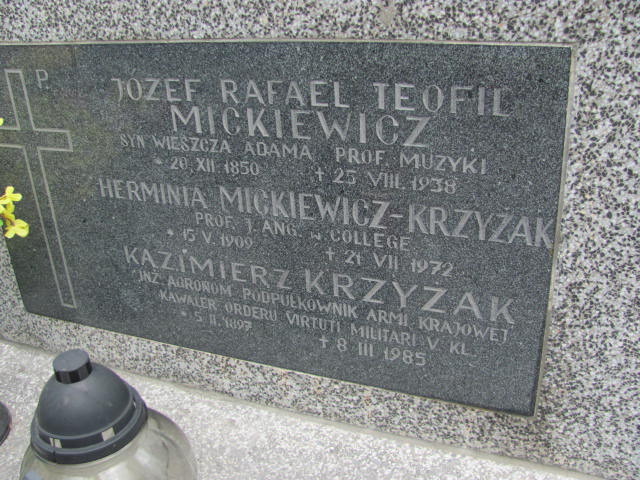 Ś. P.
JÓZEF RAFAEL TEOFIL
MICKIEWICZ
SYN WIESZCZA ADAMA PROF. MUZYKI
* 20 XII 1850 † 25 VIII 1938
HERMINIA MICKIEWICZ-KRZYŻAK
PROF. J. ANG. W. COLLEGE
* 15 V. 1909 † 21 VII 1972
KAZIMIERZ KRZYŻAK
INŻ. AGRONOM PODPUŁKOWNIK ARMI KRAJOWEJ
KAWALER ORDERU VIRTUTI MILITARI V KL.
* 5 II. 1897 † 8 III 1985